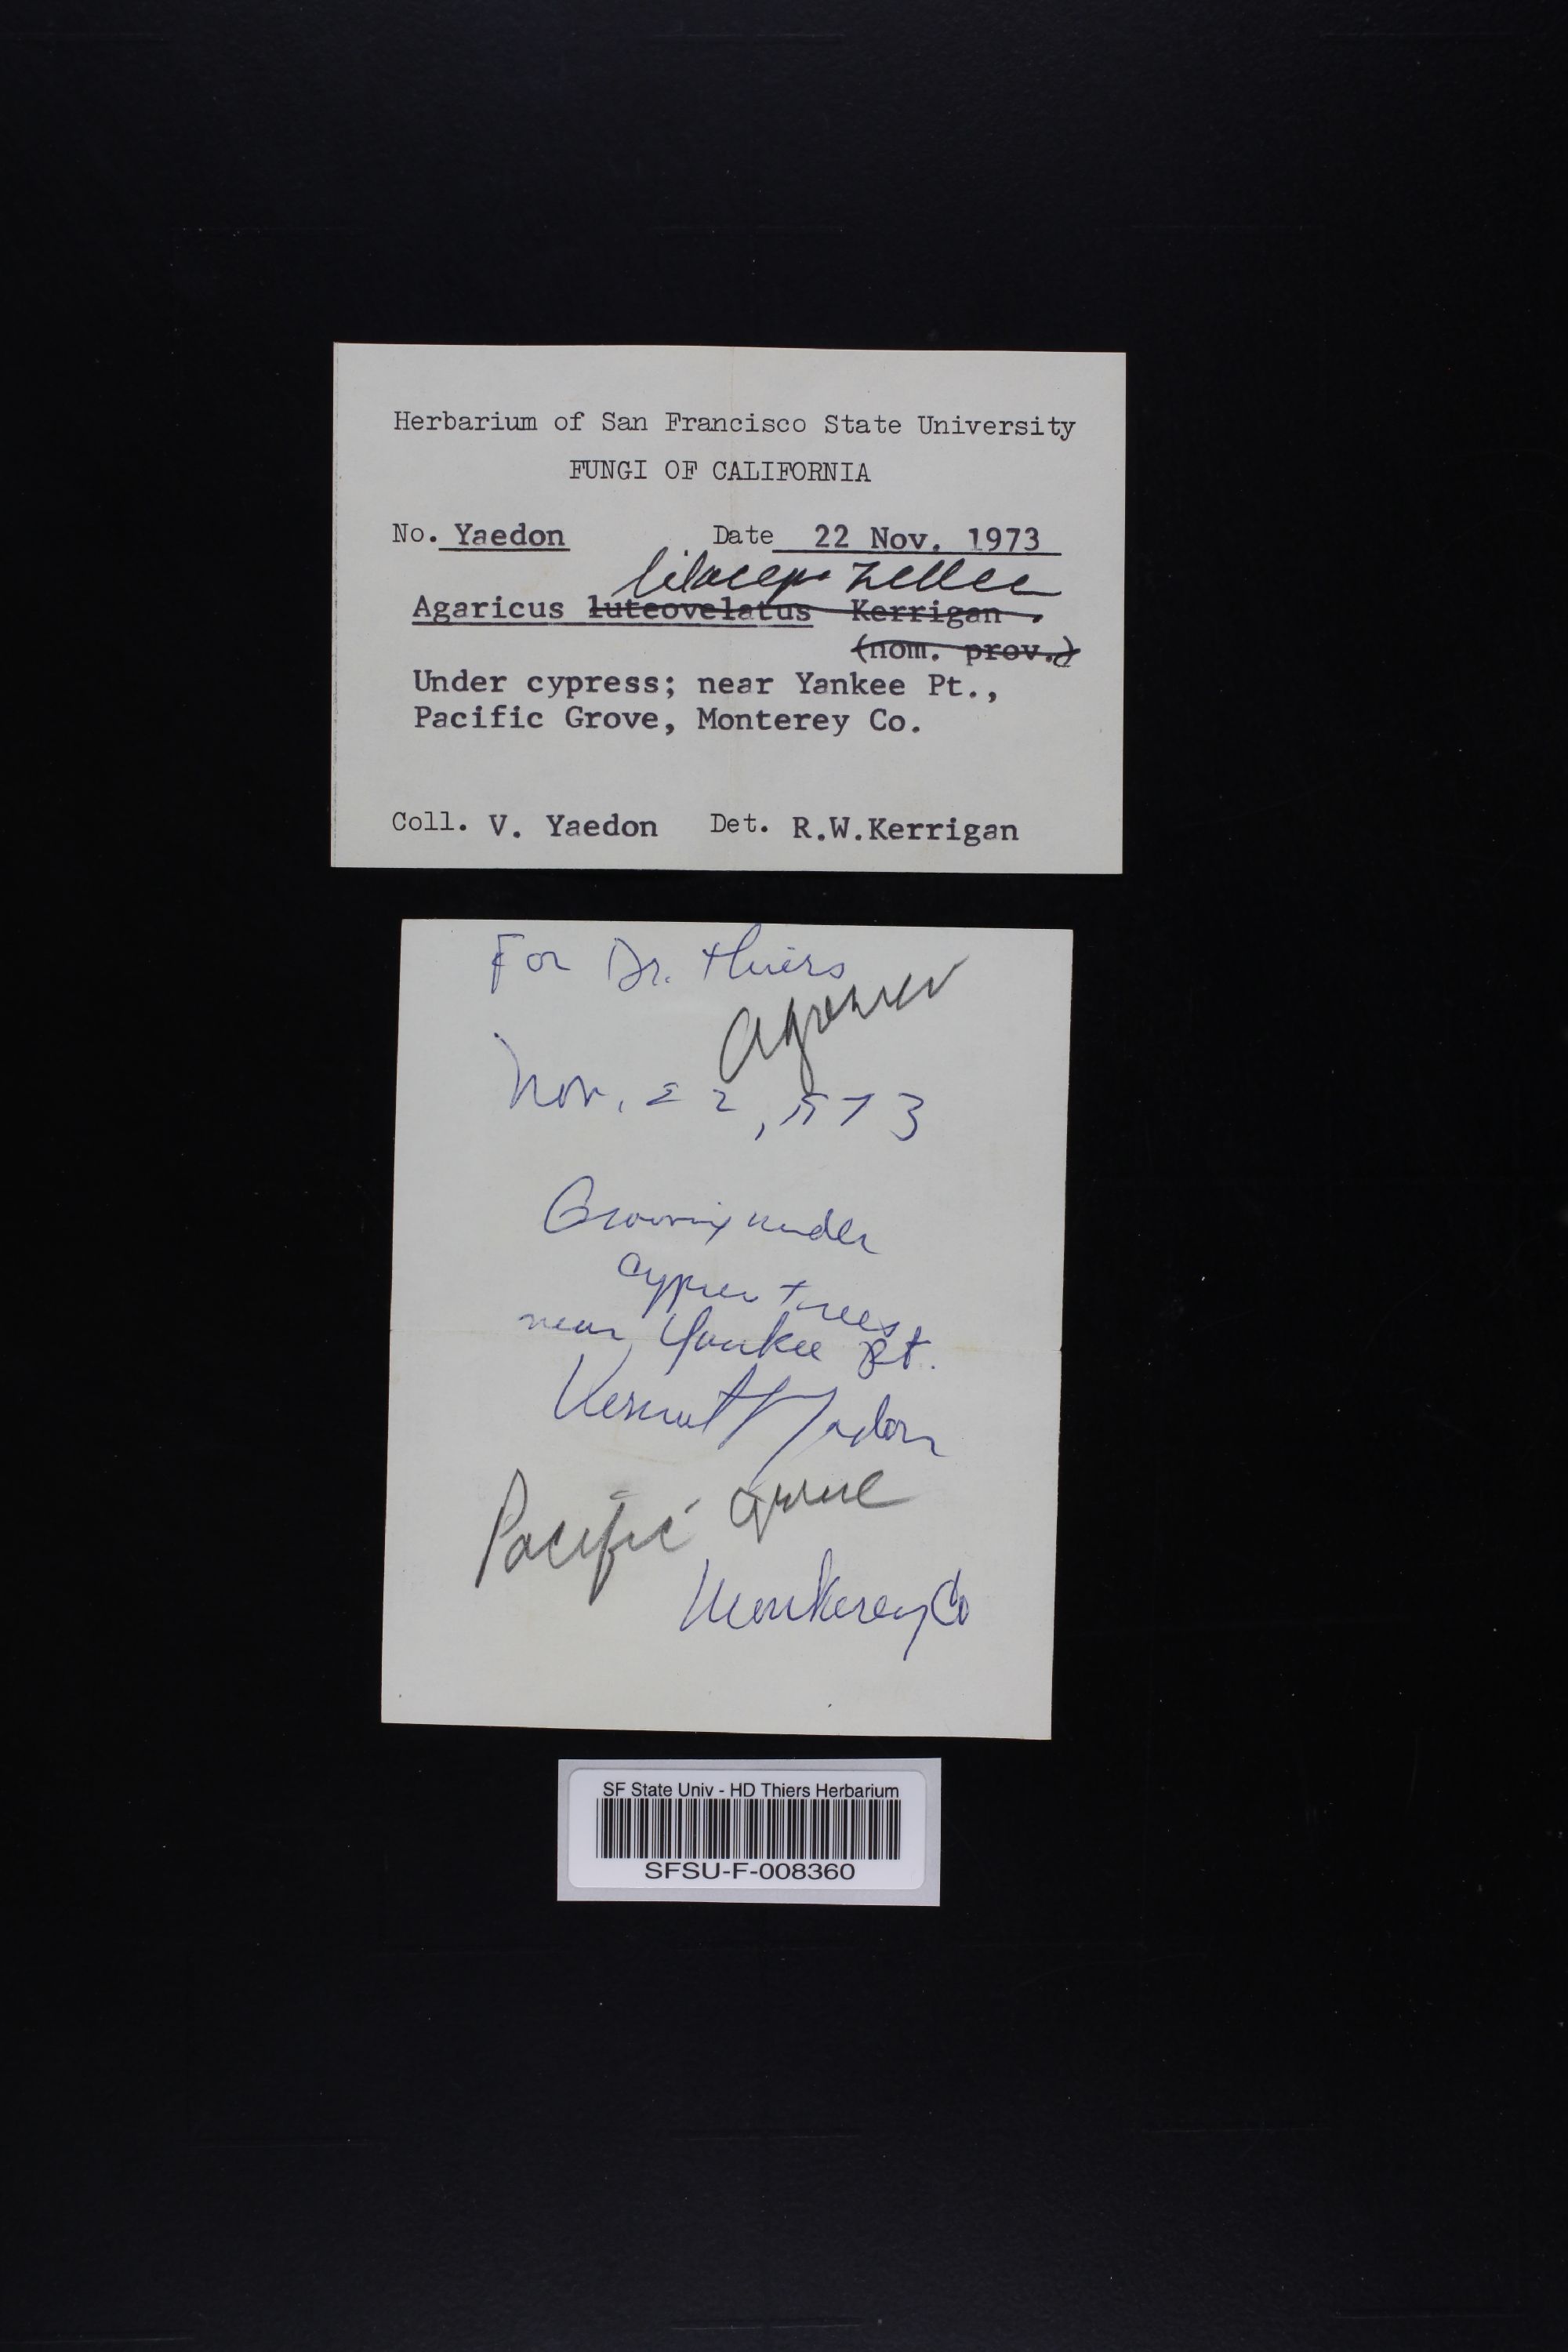 Herbarium of San Francisco State University
FUNGI OF CALIFORNIA
No. Yaedon Date 22 Nov. 1973
lilaceps Zeller
Agaricus luteovelatus Kerrigan
(nom. prov.)
Under cypress; near Yankee Pt.,
Pacific Grove, Monterey Co.
Coll. V. Yaedon Det. R.W.Kerrigan
For Dr. Thiers
Nov. 22, 1973
Growing under
cypress trees
near Yankee Pt.
Vernal Yadon
Pacific Grove
Monterey Co
SF State Univ - HD Thiers Herbarium
SFSU-F-008360